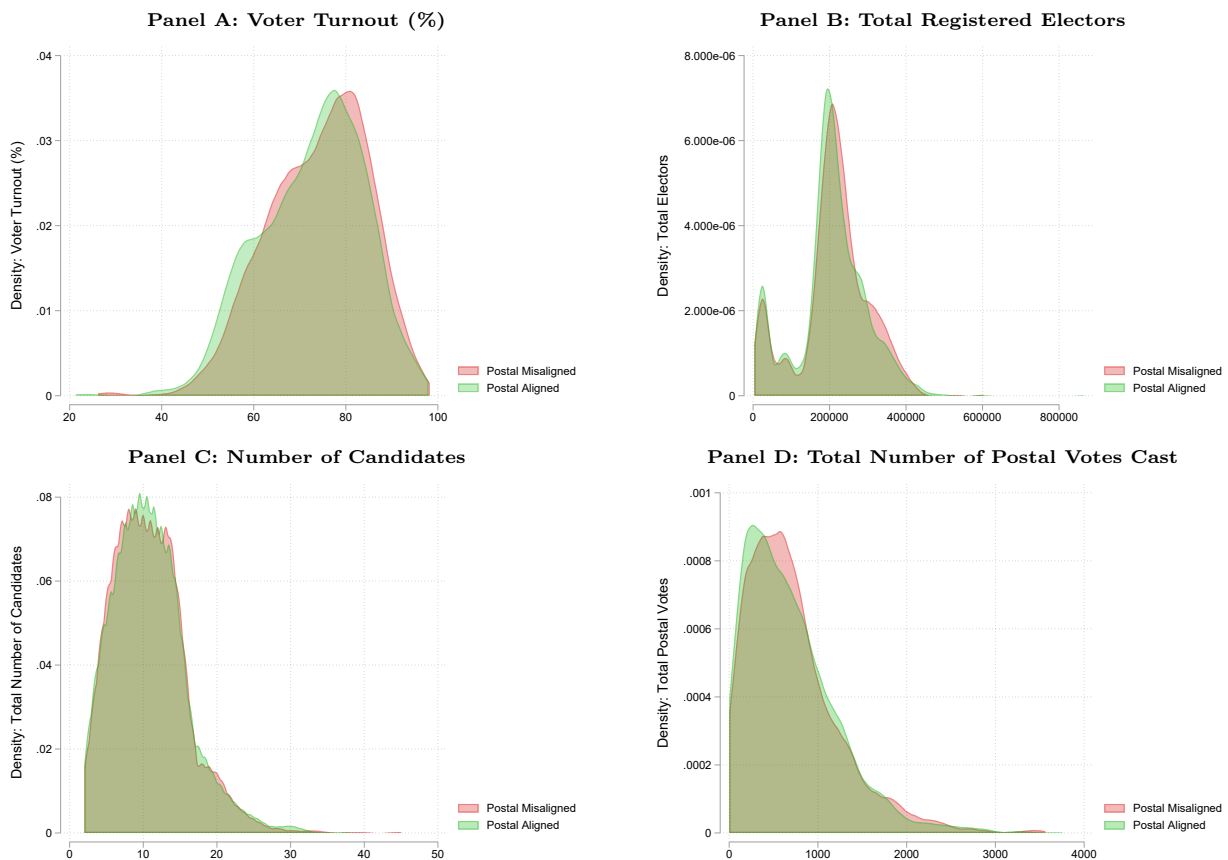 Panel A: Voter Turnout (%)
Density: Voter Turnout (%)
.04
.03
.02
.01
0
20 40 60 80 100
Postal Misaligned
Postal Aligned
Panel B: Total Registered Electors
Density: Total Electors
8.000e-06
6.000e-06
4.000e-06
2.000e-06
0
0 200000 400000 600000 800000
Postal Misaligned
Postal Aligned
Panel C: Number of Candidates
Density: Total Number of Candidates
.08
.06
.04
.02
0
0 10 20 30 40 50
Postal Misaligned
Postal Aligned
Panel D: Total Number of Postal Votes Cast
Density: Total Postal Votes
.001
.0008
.0006
.0004
.0002
0
0 1000 2000 3000 4000
Postal Misaligned
Postal Aligned